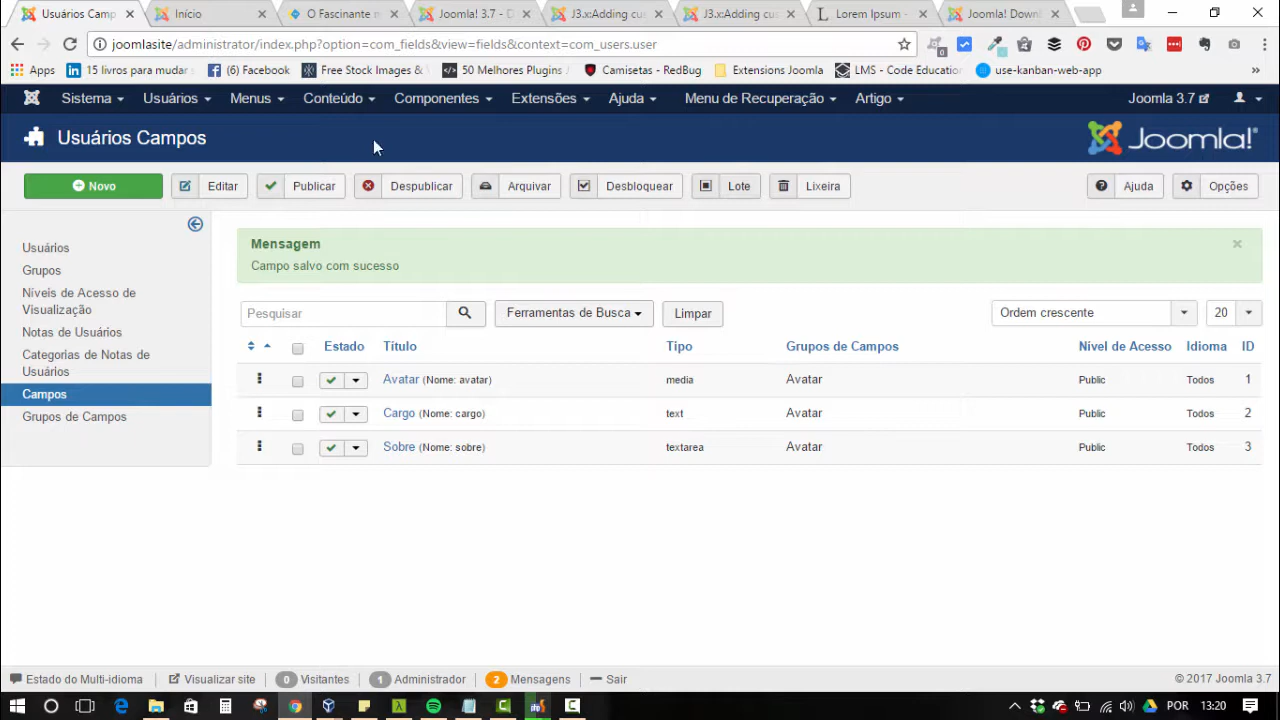 Usuários Camp
Início
O Fascinante m
Joomla! 3.7 - D
J3.x:Adding cus
J3.x:Adding cus
Lorem Ipsum -
Joomla! Downl
joomlasite/administrator/index.php?option=com_fields&view=fields&context=com_users.user
Apps
15 livros para mudar
(6) Facebook
Free Stock Images &
50 Melhores Plugins
Camisetas - RedBug
Extensões Joomla
LMS - Code Education
use-kanban-web-app
»
Sistema
Usuários
Menus
Conteúdo
Componentes
Extensões
Ajuda
Menu de Recuperação
Artigo
Joomla 3.7
Usuários Campos
Joomla!
Novo
Editar
Publicar
Despublicar
Arquivar
Desbloquear
Lote
Lixeira
Ajuda
Opções
Usuários
Grupos
Níveis de Acesso de
Visualização
Notas de Usuários
Categorias de Notas de
Usuários
Campos
Grupos de Campos
Mensagem
Campo salvo com sucesso
Pesquisar
Ferramentas de Busca
Limpar
Ordem crescente
20
Estado Título Tipo Grupos de Campos Nivel de Acesso Idioma ID
Avatar (Nome: avatar) media Avatar Public Todos 1
Cargo (Nome: cargo) text Avatar Public Todos 2
Sobre (Nome: sobre) textarea Avatar Public Todos 3
Estado do Multi-idioma
Visualizar site
0 Visitantes
1 Administrador
2 Mensagens
Sair
© 2017 Joomla 3.7
POR
13:20